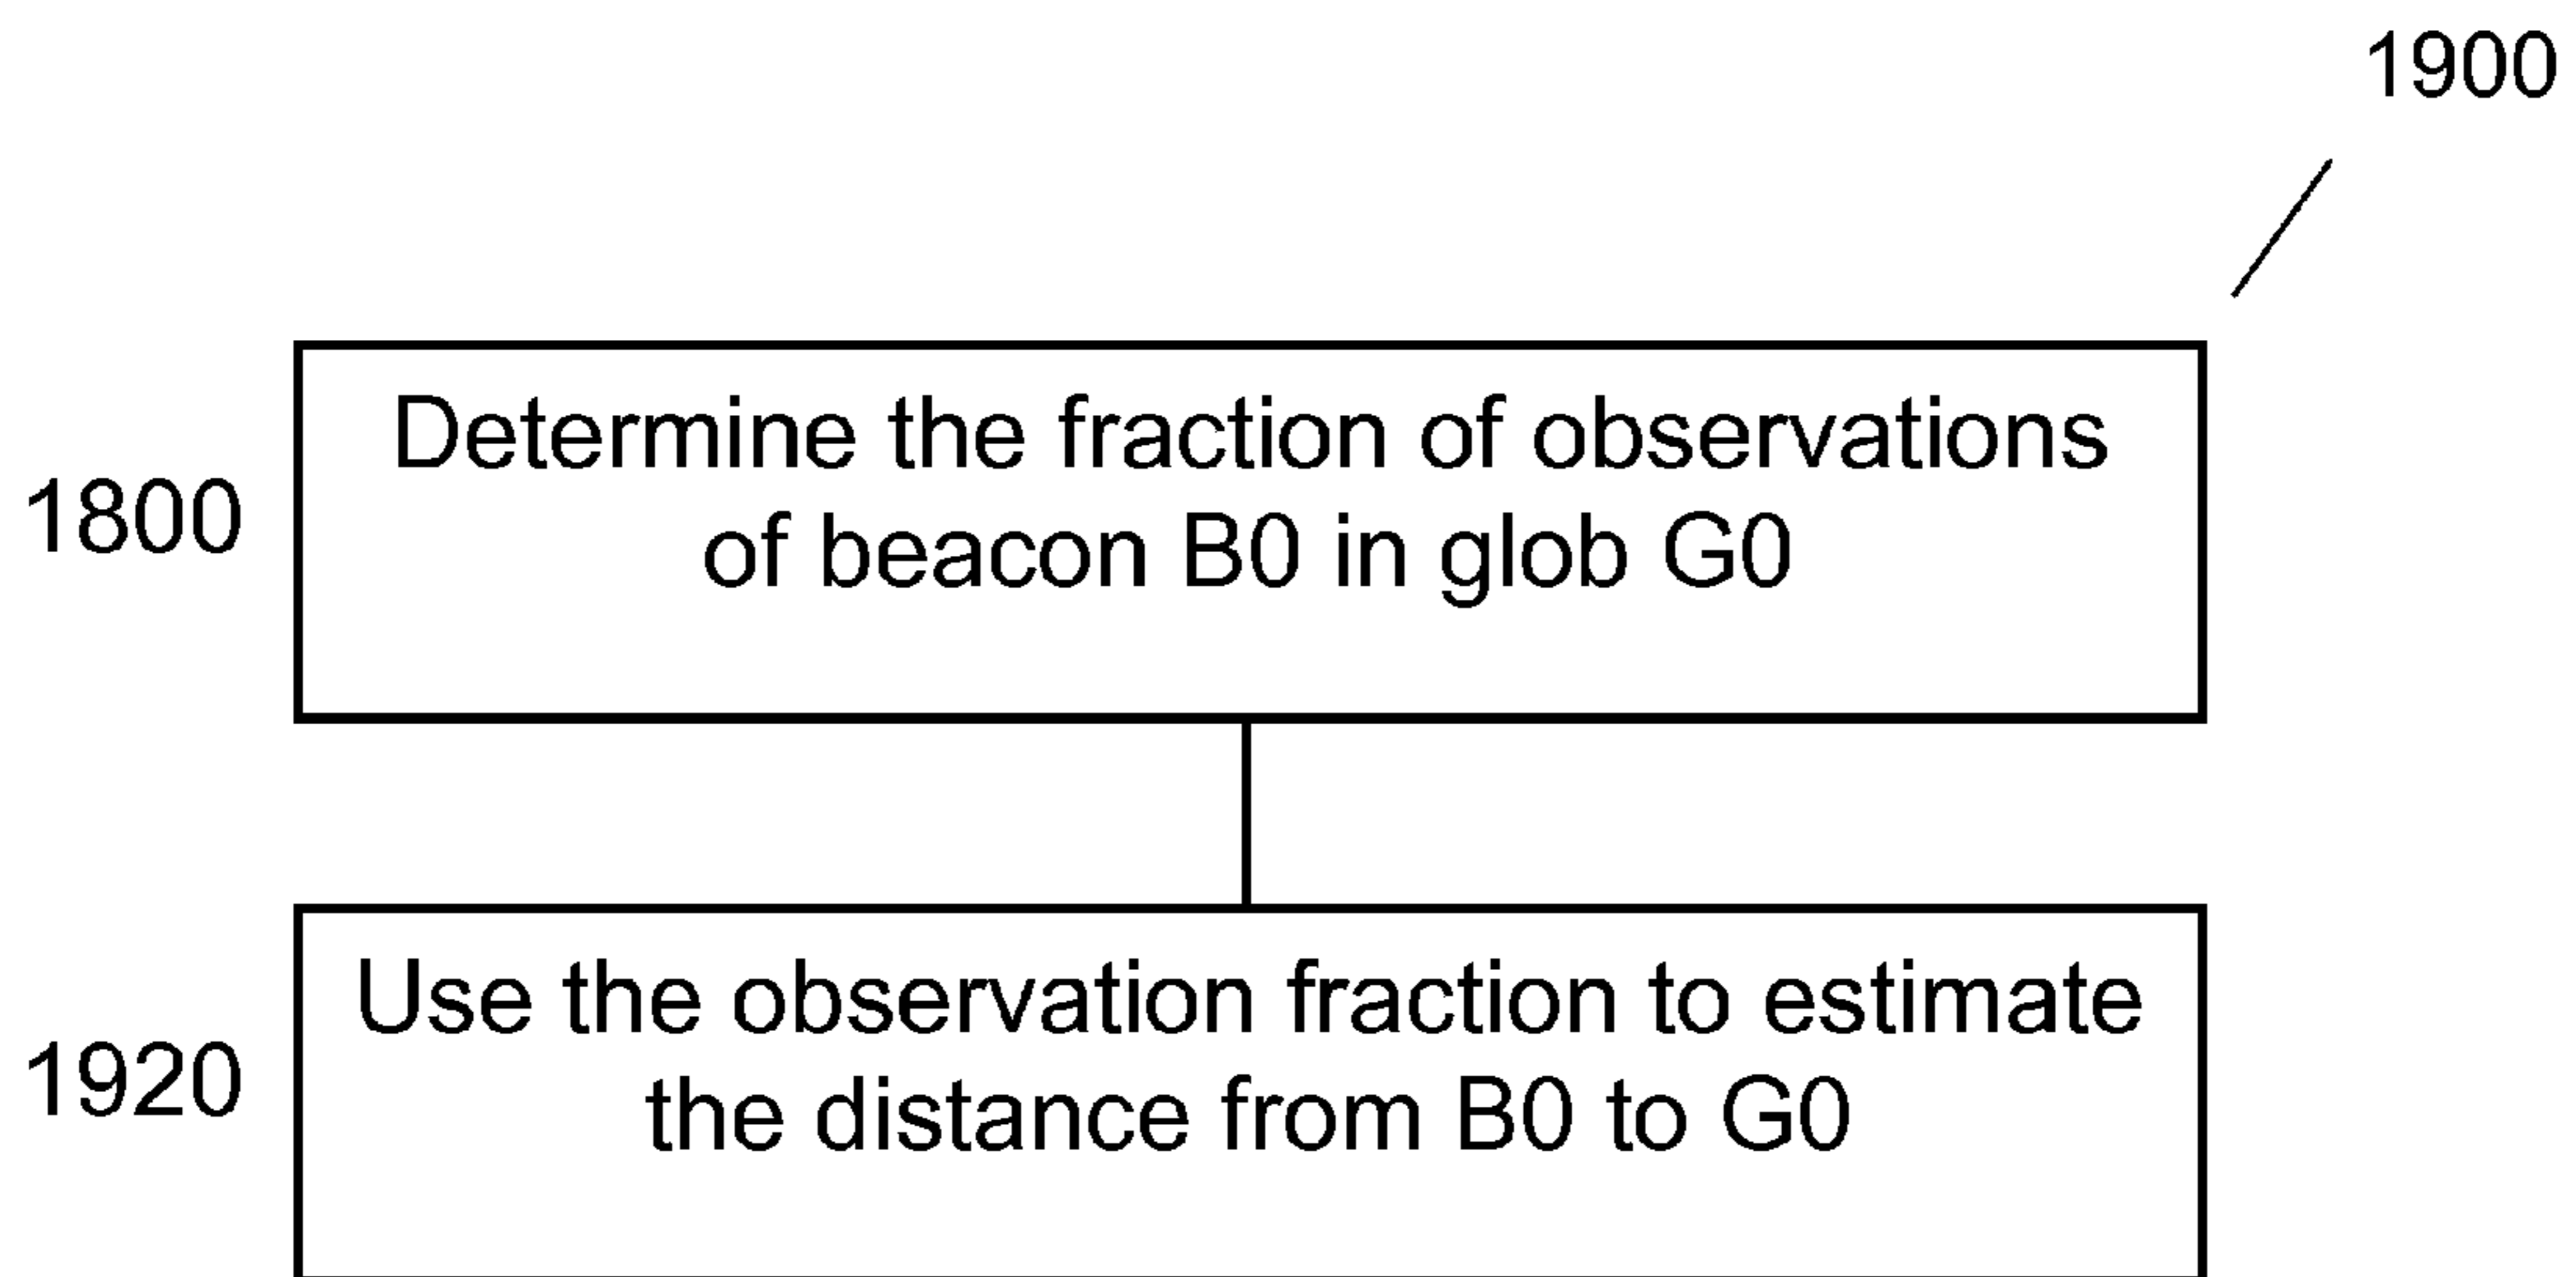 1900
1800
Determine the fraction of observations
of beacon B0 in glob G0
1920
Use the observation fraction to estimate
the distance from B0 to G0